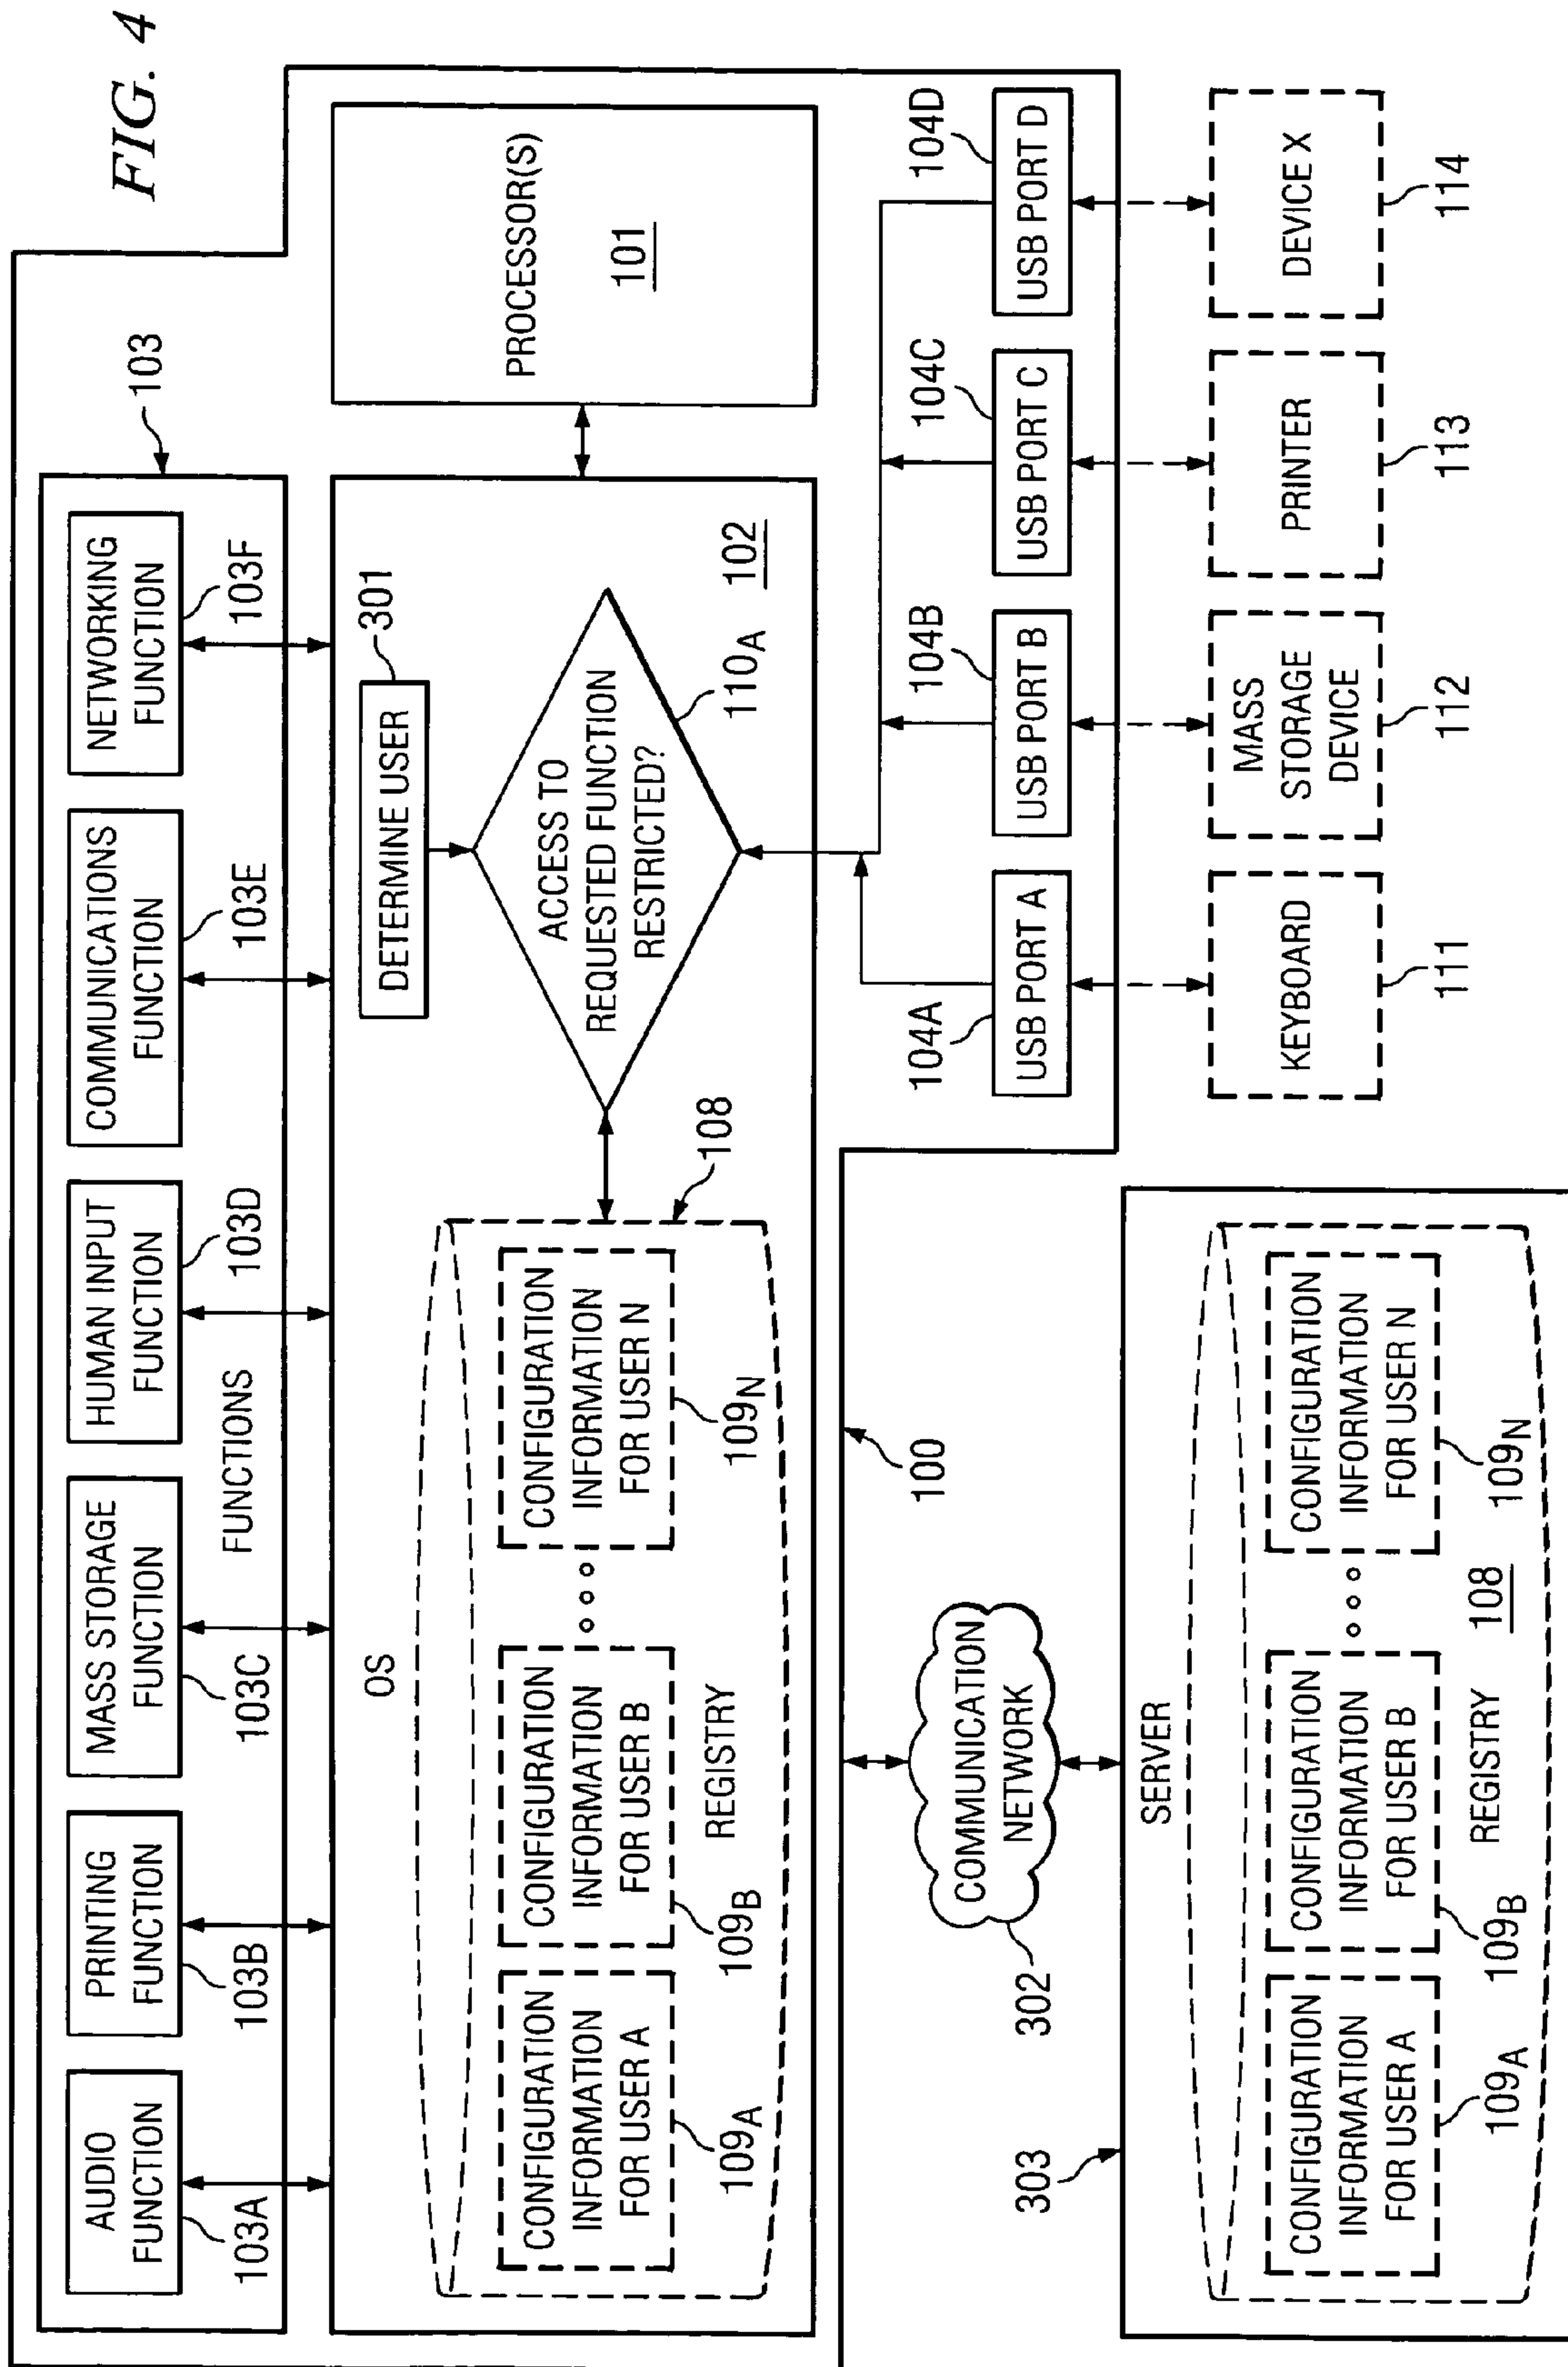 FIG. 4
103
AUDIO
FUNCTION
103A
PRINTING
FUNCTION
103B
MASS STORAGE
FUNCTION
103C
HUMAN INPUT
FUNCTION
103D
COMMUNICATIONS
FUNCTION
103E
NETWORKING
FUNCTION
103F
FUNCTIONS
OS
DETERMINE USER
301
ACCESS TO
REQUESTED FUNCTION
RESTRICTED?
110A
102
PROCESSOR(S)
101
108
CONFIGURATION
INFORMATION
FOR USER A
109A
CONFIGURATION
INFORMATION
FOR USER B
109B
CONFIGURATION
INFORMATION
FOR USER N
109N
REGISTRY
100
104A
USB PORT A
104B
USB PORT B
104C
USB PORT C
104D
USB PORT D
KEYBOARD
111
MASS
STORAGE
DEVICE
112
PRINTER
113
DEVICE X
114
COMMUNICATION
NETWORK
302
303
SERVER
CONFIGURATION
INFORMATION
FOR USER A
109A
CONFIGURATION
INFORMATION
FOR USER B
109B
CONFIGURATION
INFORMATION
FOR USER N
109N
REGISTRY
108